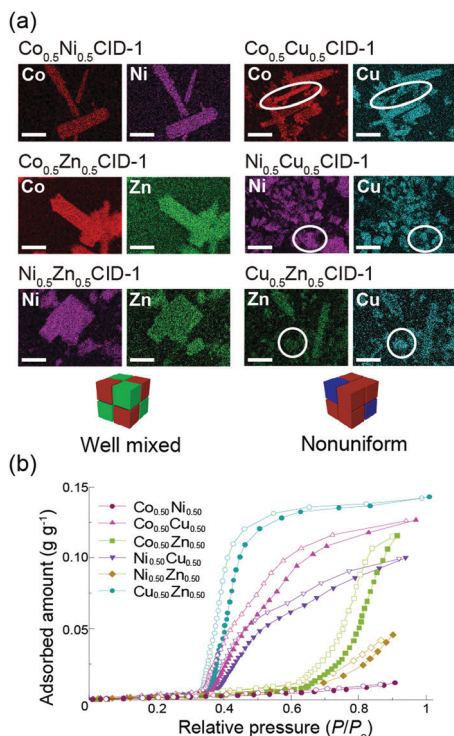 (a)
Co0.5Ni0.5CID-1
Co0.5Cu0.5CID-1
Co
Ni
Co
Cu
Co0.5Zn0.5CID-1
Ni0.5Cu0.5CID-1
Co
Zn
Ni
Cu
Ni0.5Zn0.5CID-1
Cu0.5Zn0.5CID-1
Ni
Zn
Zn
Cu
Well mixed
Nonuniform
(b)
Adsorbed amount (g g⁻¹)
0.15
0.10
0.05
0
Co0.50Ni0.50
Co0.50Cu0.50
Co0.50Zn0.50
Ni0.50Cu0.50
Ni0.50Zn0.50
Cu0.50Zn0.50
0.2 0.4 0.6 0.8 1
Relative pressure